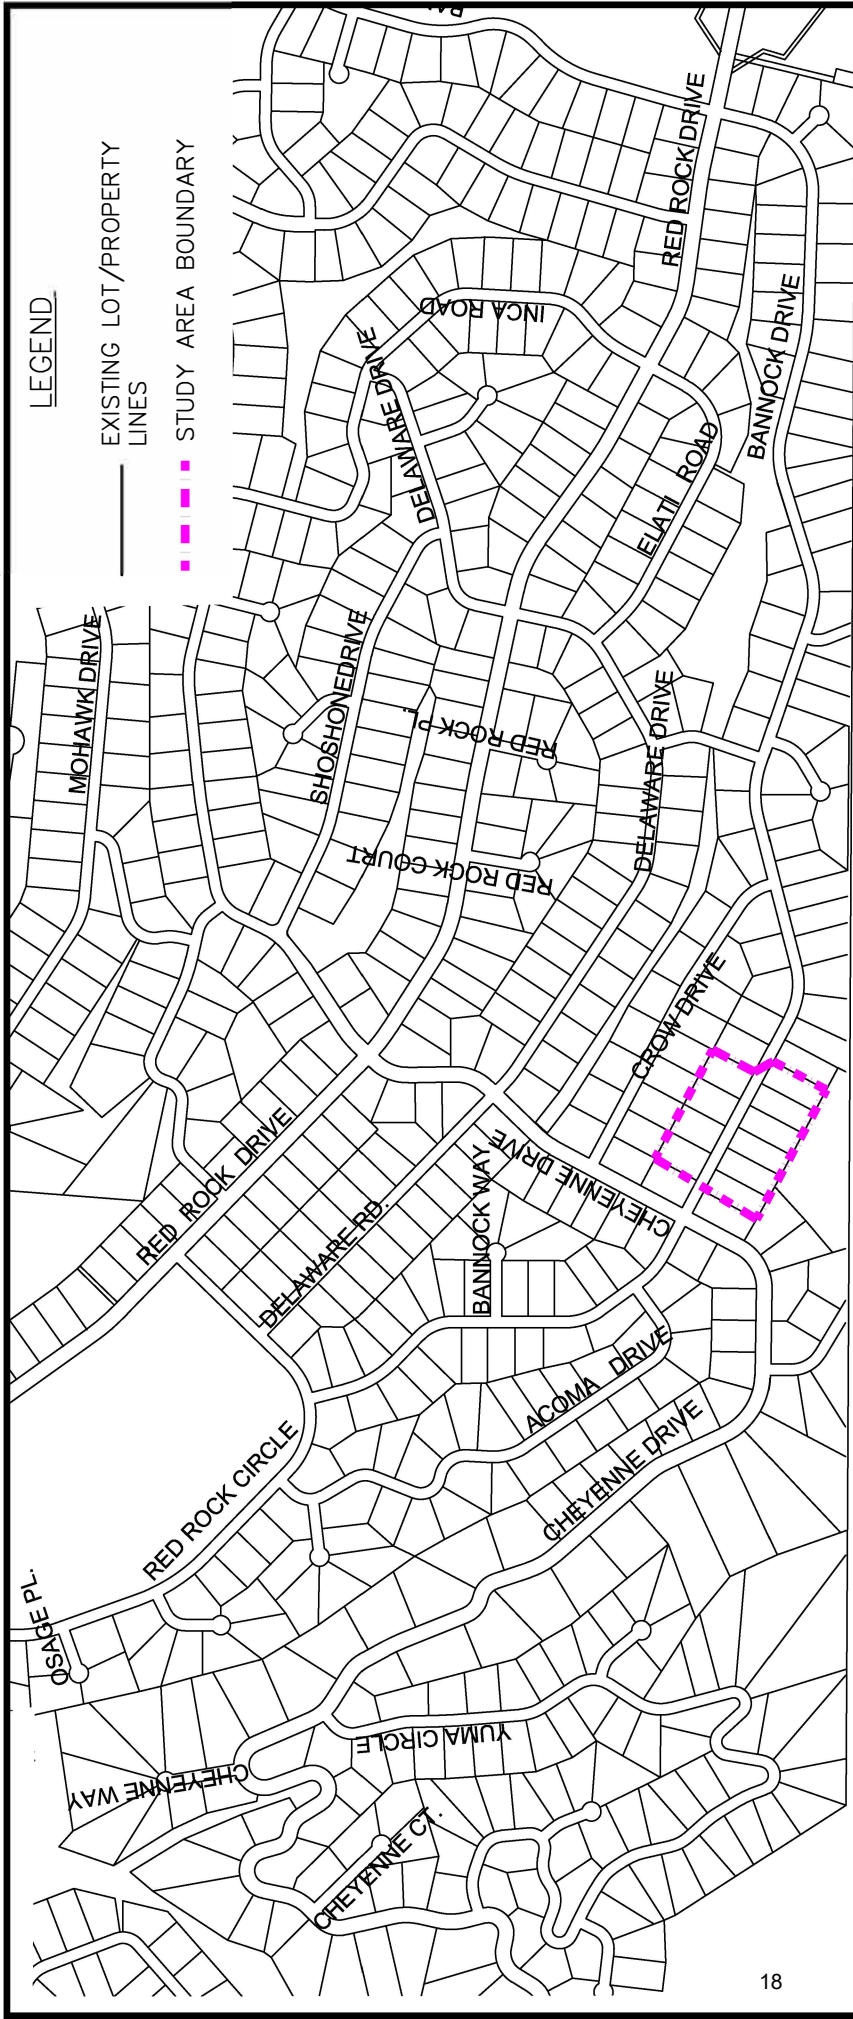 LEGEND
EXISTING LOT/PROPERTY
LINES
STUDY AREA BOUNDARY
MOHAWK DRIVE
SHOSHONEDRIVE
DELAWARE DRIVE
INCA ROAD
RED ROCK DRIVE
BANNOCK DRIVE
ELATI ROAD
RED ROCK PL.
RED ROCK COURT
DELAWARE DRIVE
CROW DRIVE
RED ROCK DRIVE
DELAWARE RD.
BANNOCK WAY
CHEYENNE DRIVE
ACOMA DRIVE
CHEYENNE DRIVE
RED ROCK CIRCLE
OSAGE PL.
YUMA CIRCLE
CHEYENNE WAY
CHEYENNE CT.
18